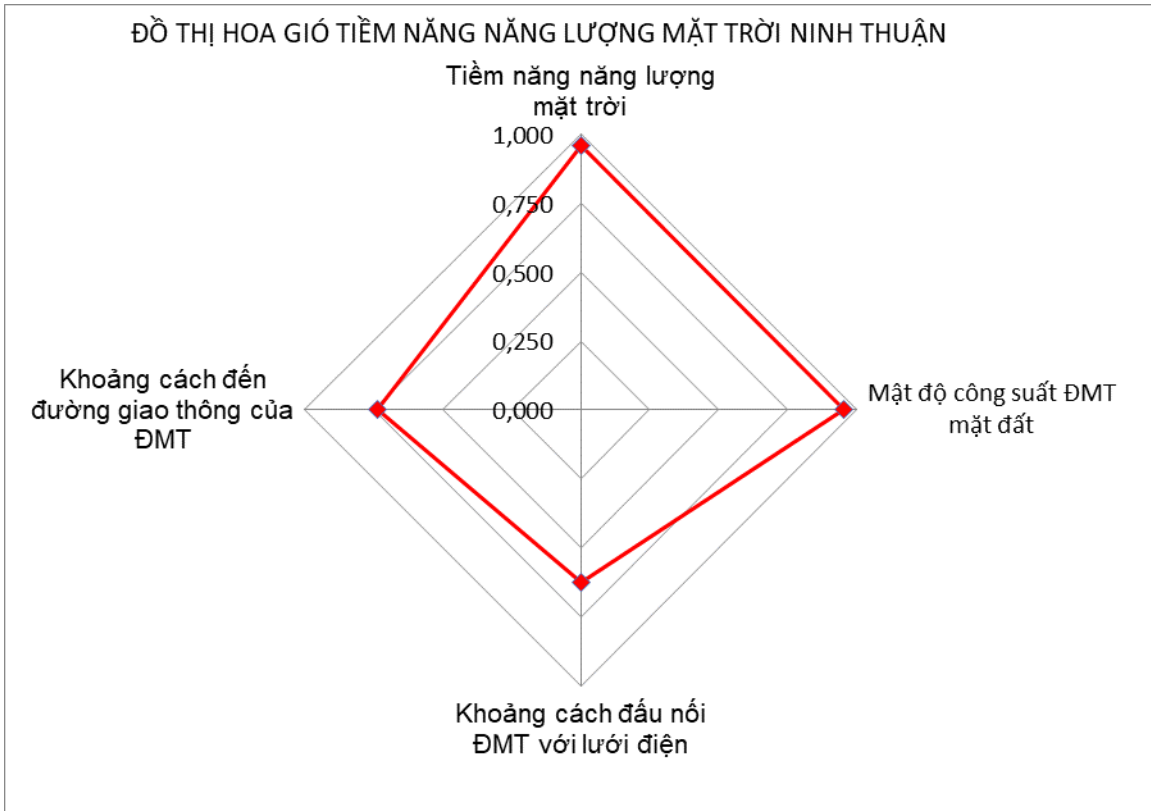 ĐỒ THỊ HOA GIÓ TIỀM NĂNG NĂNG LƯỢNG MẶT TRỜI NINH THUẬN
Tiềm năng năng lượng
mặt trời
1,000
0,750
0,500
0,250
0,000
Mật độ công suất ĐMT
mặt đất
Khoảng cách đấu nối
ĐMT với lưới điện
Khoảng cách đến
đường giao thông của
ĐMT